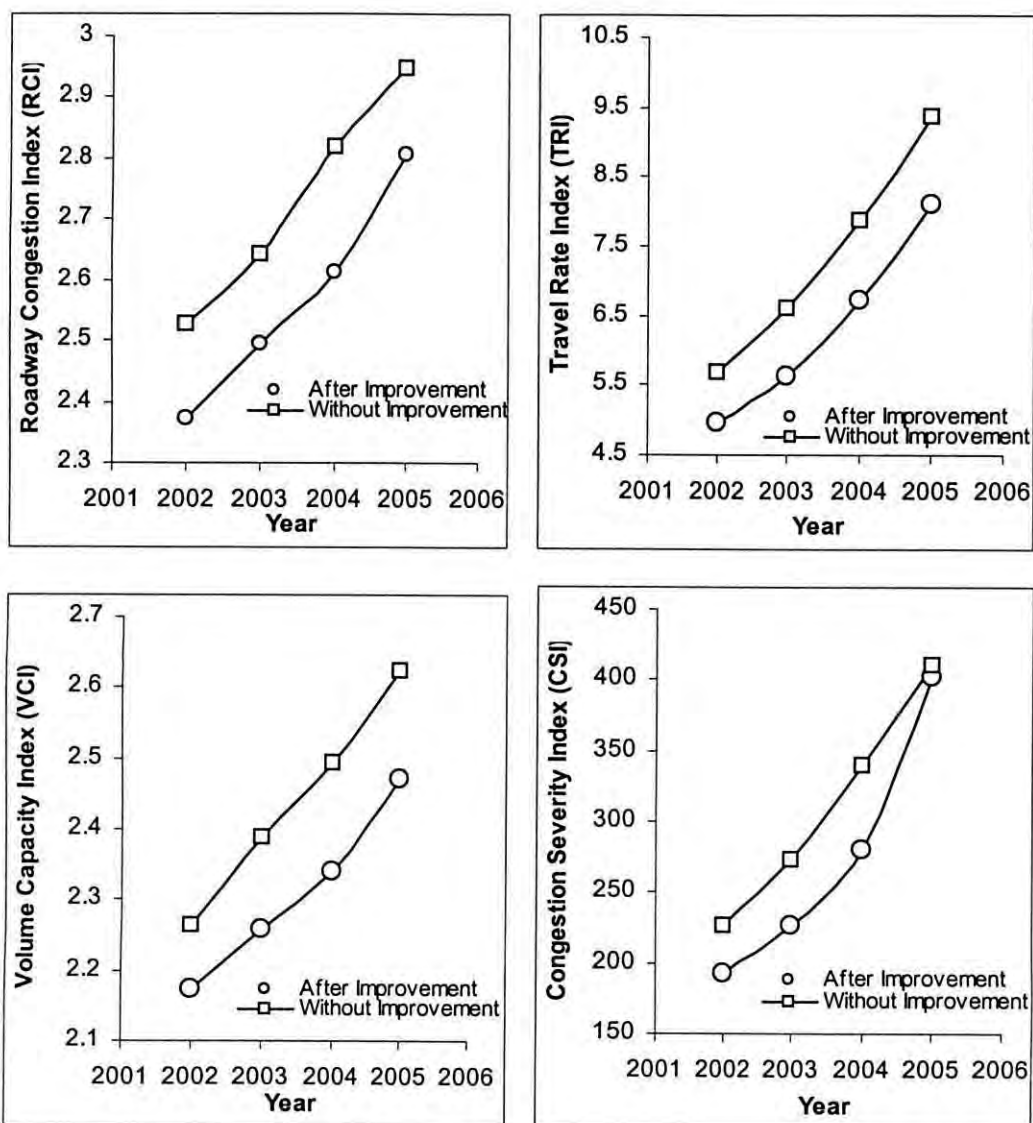 Roadway Congestion Index (RCI)
3
2.9
2.8
2.7
2.6
2.5
2.4
2.3
After Improvement
Without Improvement
2001 2002 2003 2004 2005 2006
Year
Travel Rate Index (TRI)
10.5
9.5
8.5
7.5
6.5
5.5
4.5
After Improvement
Without Improvement
2001 2002 2003 2004 2005 2006
Year
Volume Capacity Index (VCI)
2.7
2.6
2.5
2.4
2.3
2.2
2.1
After Improvement
Without Improvement
2001 2002 2003 2004 2005 2006
Year
Congestion Severity Index (CSI)
450
400
350
300
250
200
150
After Improvement
Without Improvement
2001 2002 2003 2004 2005 2006
Year